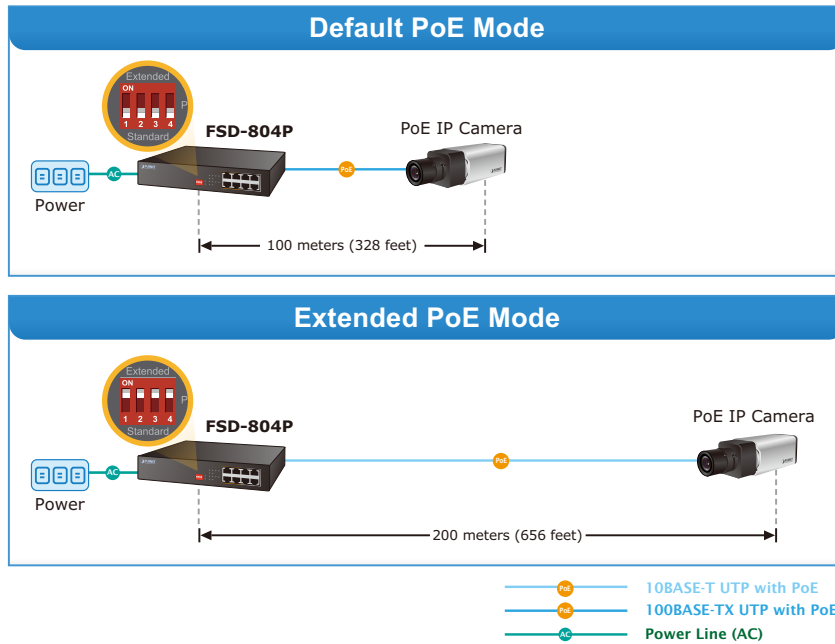 Default PoE Mode
Extended
ON
P
1 2 3 4
Standard
FSD-804P
PoE IP Camera
AC
PoE
Power
100 meters (328 feet)
Extended PoE Mode
Extended
ON
P
1 2 3 4
Standard
FSD-804P
PoE IP Camera
AC
PoE
Power
200 meters (656 feet)
PoE 10BASE-T UTP with PoE
PoE 100BASE-TX UTP with PoE
AC Power Line (AC)